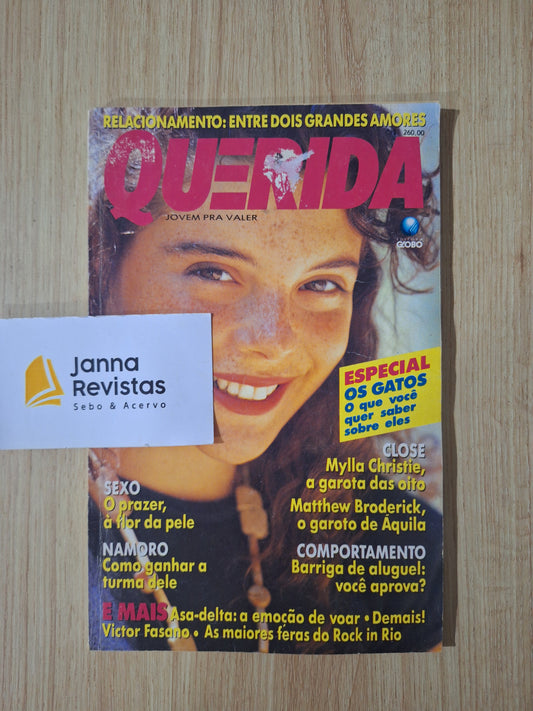 RELACIONAMENTO: ENTRE DOIS GRANDES AMORES
260,00
QUERIDA
JOVEM PRA VALER
EDITORA
GLOBO
Janna
Revistas
Sebo & Acervo
ESPECIAL
OS GATOS
O que você
quer saber
sobre eles
CLOSE
Mylla Christie,
a garota das oito
Matthew Broderick,
o garoto de Áquila
SEXO
O prazer,
à flor da pele
NAMORO
Como ganhar a
turma dele
COMPORTAMENTO
Barriga de aluguel:
você aprova?
E MAIS Asa-delta: a emoção de voar • Demais!
Victor Fasano • As maiores feras do Rock in Rio